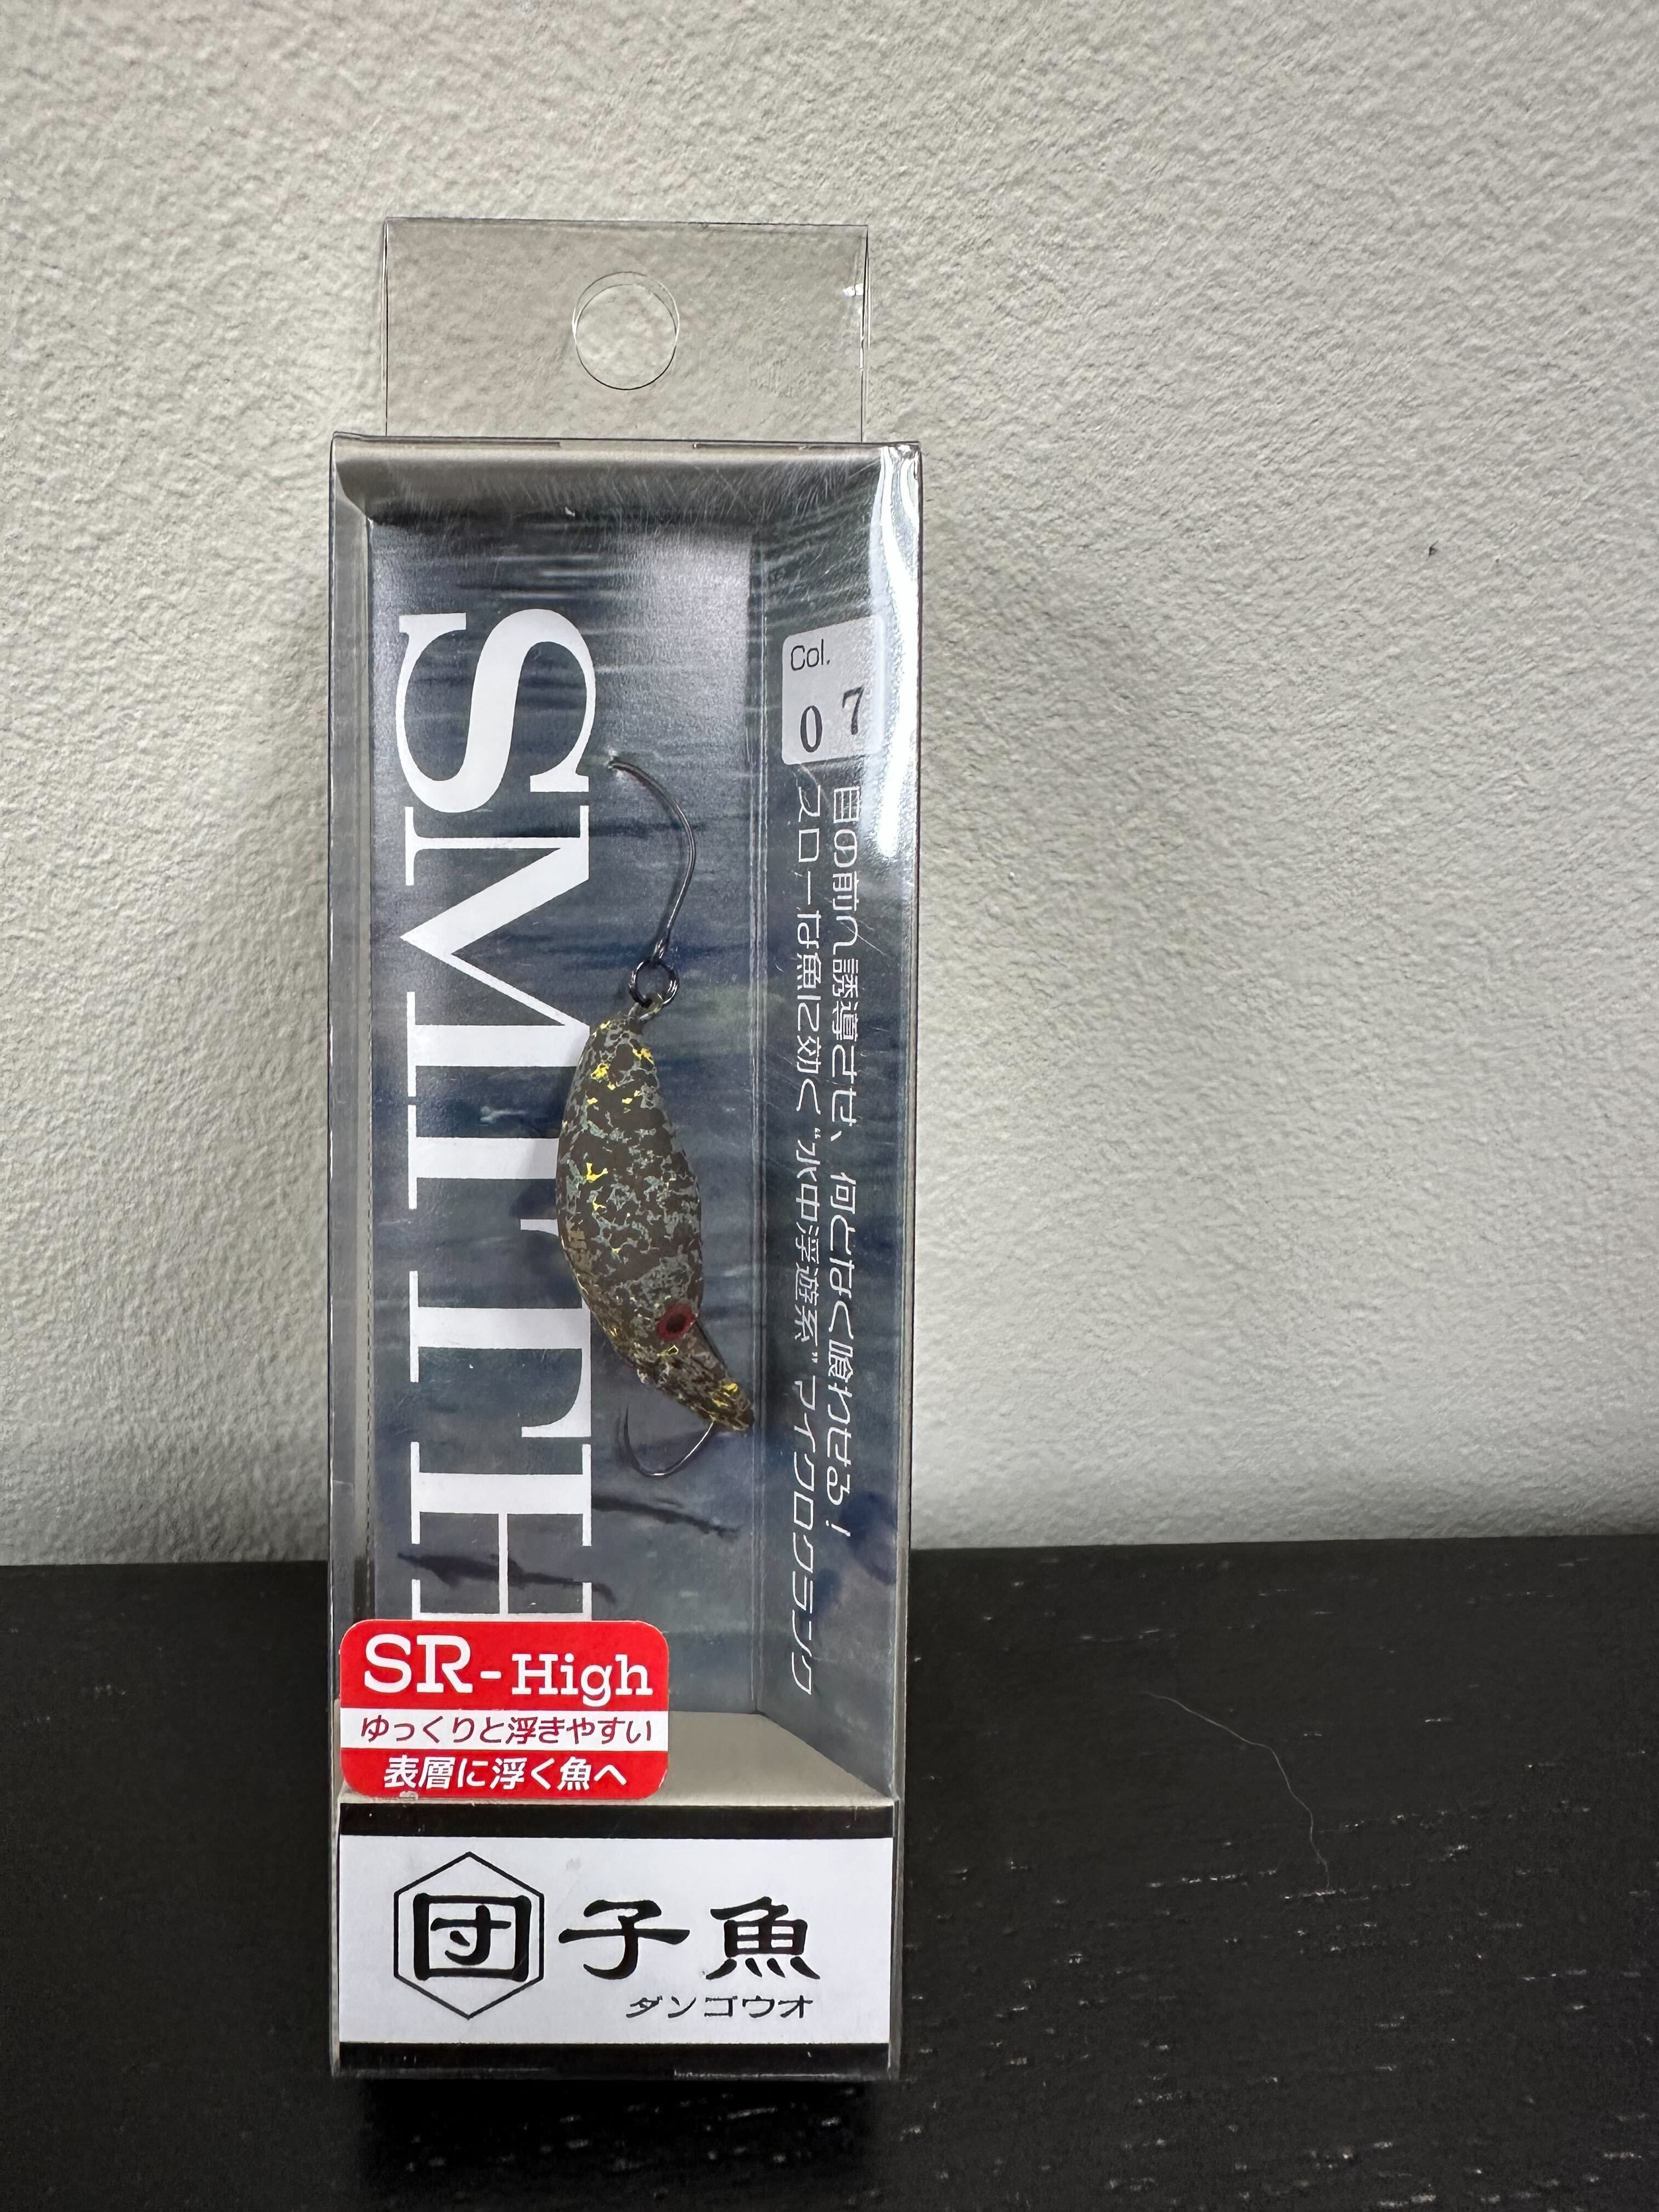 SMITH
Col.
07
目の前へ誘導させ、何となく喰わせる！
スローな魚に効く“水中浮遊系”マイクロクランク
SR-High
ゆっくりと浮きやすい
表層に浮く魚へ
団子魚
ダンゴウオ